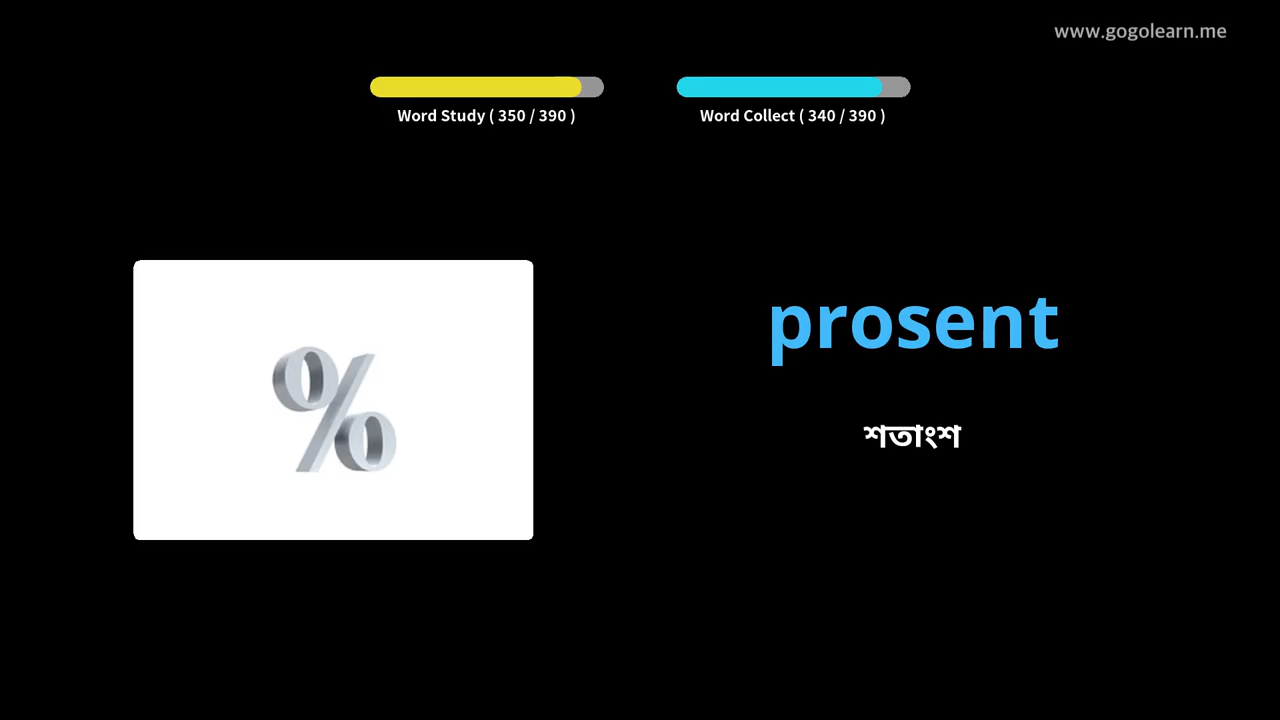 www.gogolearn.me
Word Study ( 350 / 390 )
Word Collect ( 340 / 390 )
%
prosent
শতাংশ